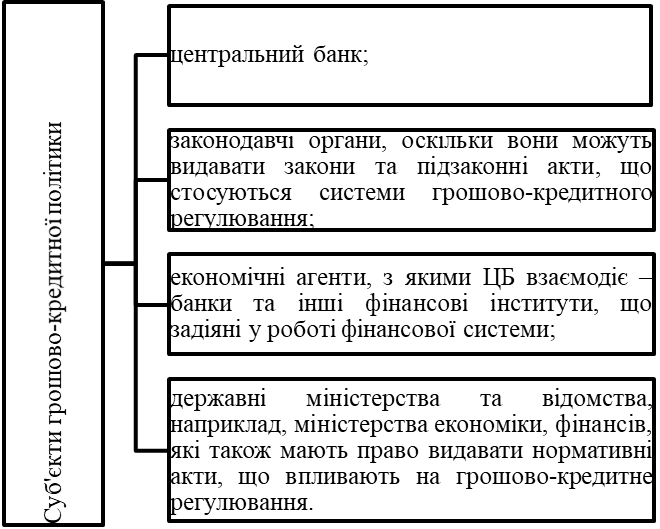 Суб'єкти грошово-кредитної політики
центральний банк;
законодавчі органи, оскільки вони можуть
видавати закони та підзаконні акти, що
стосуються системи грошово-кредитного
регулювання;
економічні агенти, з якими ЦБ взаємодіє –
банки та інші фінансові інститути, що
задіяні у роботі фінансової системи;
державні міністерства та відомства,
наприклад, міністерства економіки, фінансів,
які також мають право видавати нормативні
акти, що впливають на грошово-кредитне
регулювання.